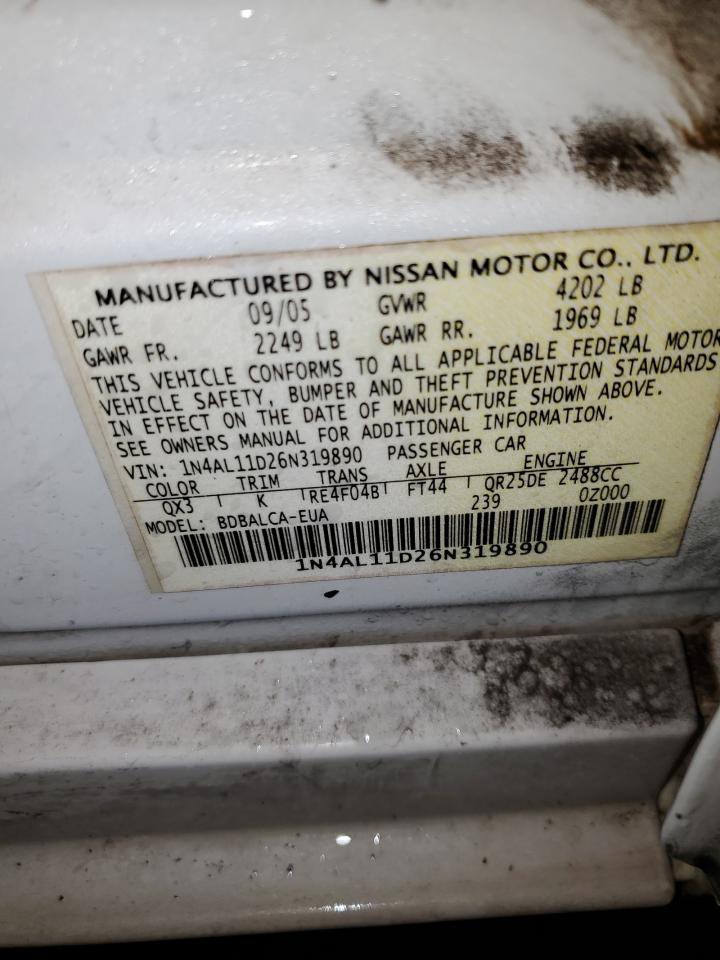 MANUFACTURED BY NISSAN MOTOR CO., LTD.
DATE 09/05 GVWR 4202 LB
GAWR FR. 2249 LB GAWR RR. 1969 LB
THIS VEHICLE CONFORMS TO ALL APPLICABLE FEDERAL MOTOR
VEHICLE SAFETY, BUMPER AND THEFT PREVENTION STANDARDS
IN EFFECT ON THE DATE OF MANUFACTURE SHOWN ABOVE.
SEE OWNERS MANUAL FOR ADDITIONAL INFORMATION.
VIN: 1N4AL11D26N319890 PASSENGER CAR
COLOR TRIM TRANS AXLE ENGINE
QX3 K RE4F04B FT44 QR25DE 2488CC
MODEL: BDBALCA-EUA 239 0Z000
1N4AL11D26N319890